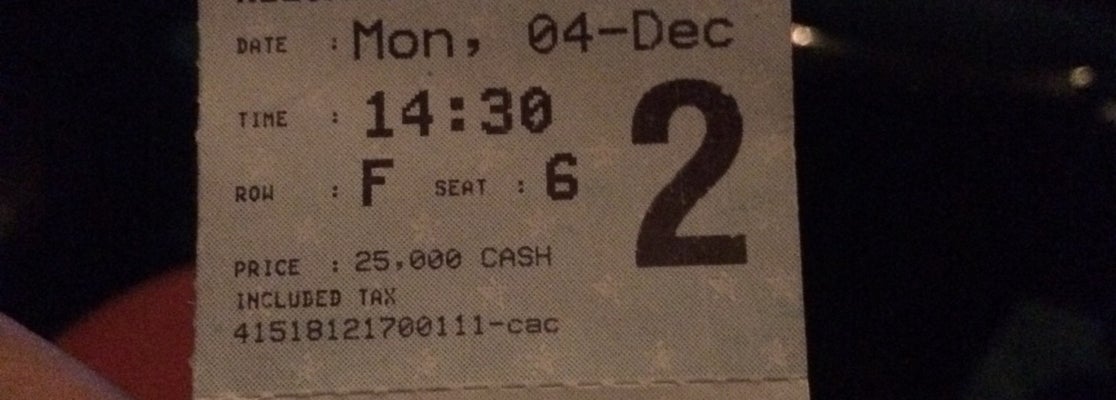 DATE : Mon, 04-Dec
TIME : 14:30
2
ROW : F SEAT : 6
PRICE : 25,000 CASH
INCLUDED TAX
41518121700111-cac